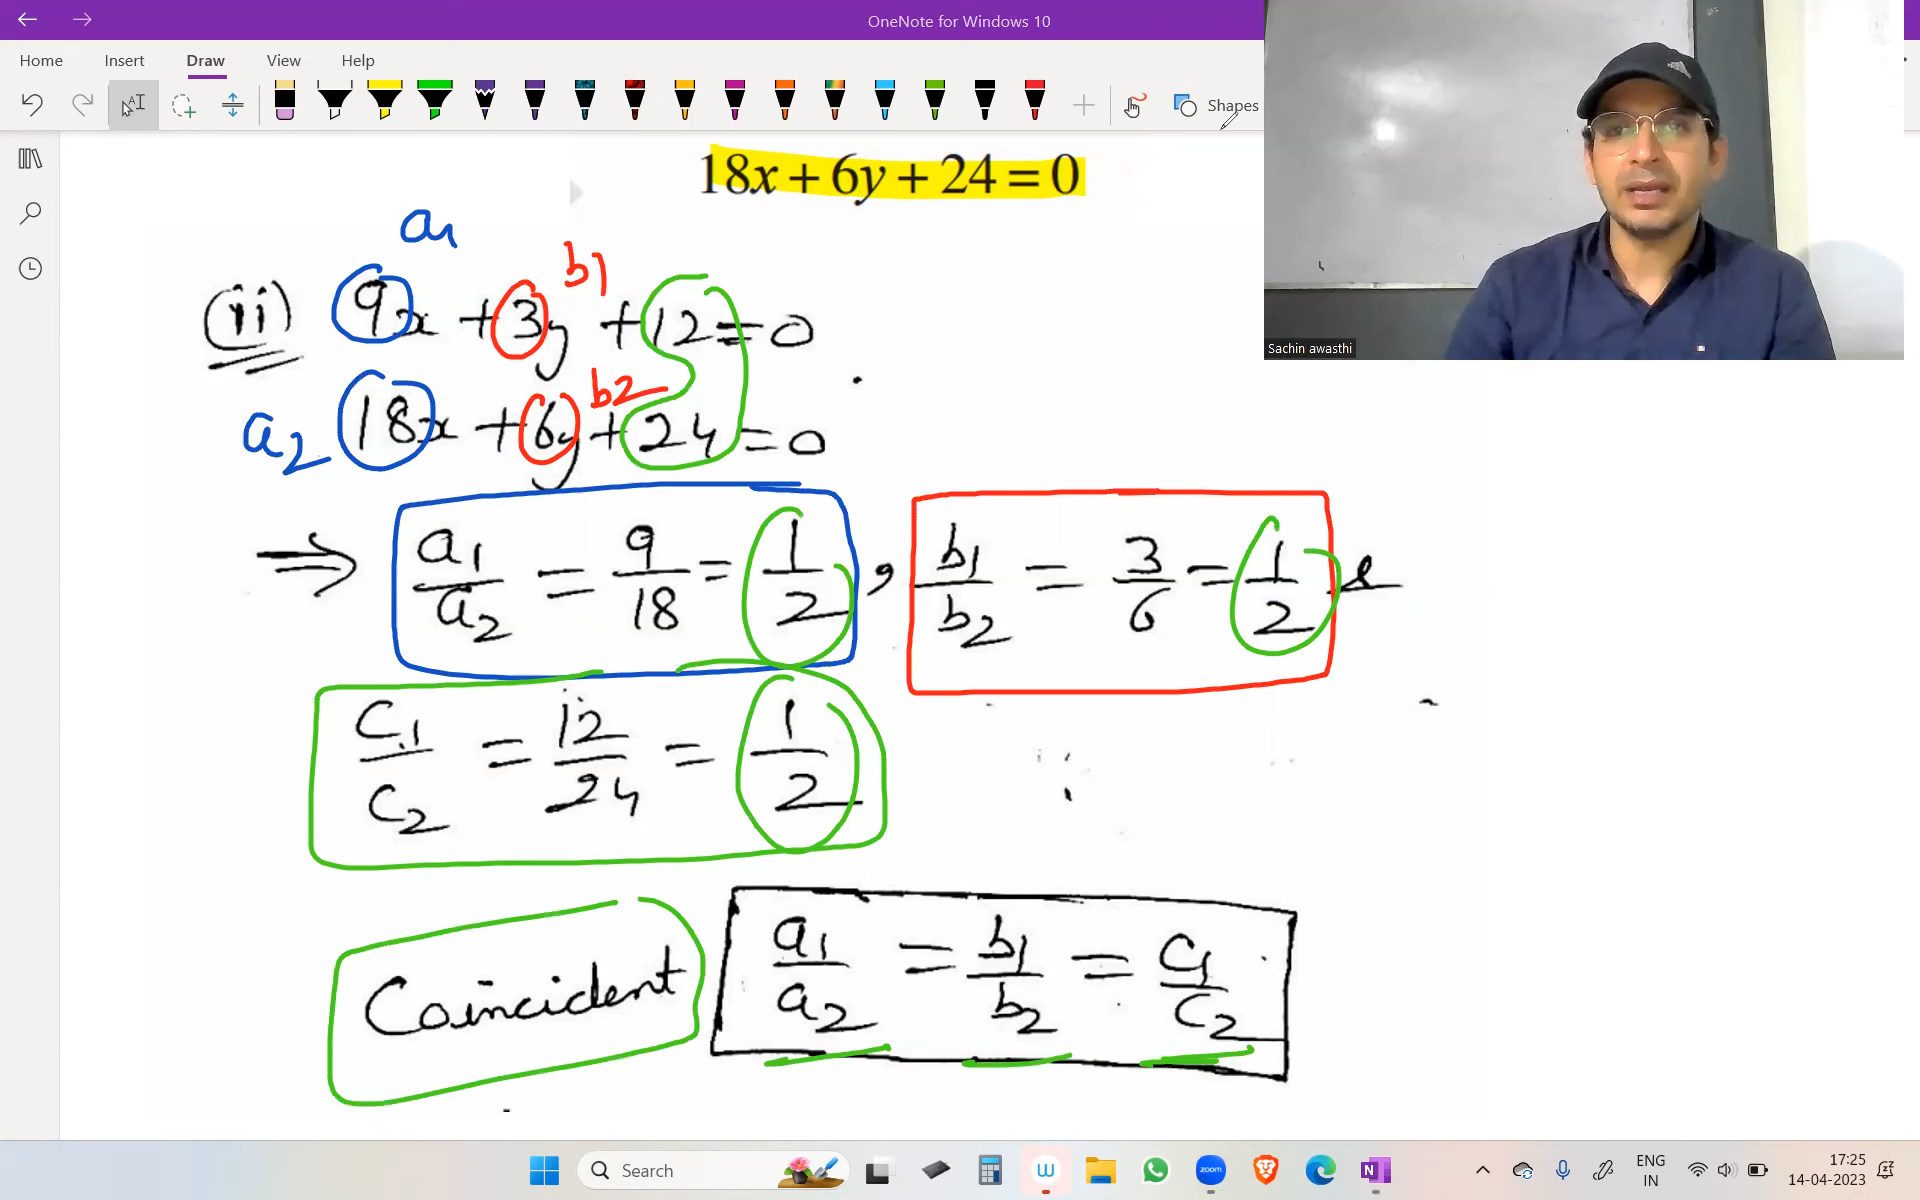 OneNote for Windows 10
Home Insert Draw View Help
Shapes
18x + 6y + 24 = 0
a1
b1
(ii) 9x + 3y + 12 = 0
b2
a2 18x + 6y + 24 = 0
⇒ a1/a2 = 9/18 = 1/2 , b1/b2 = 3/6 = 1/2 &
c1/c2 = 12/24 = 1/2
Coincident a1/a2 = b1/b2 = c1/c2
Sachin awasthi
Search
zoom
ENG
IN
17:25
14-04-2023